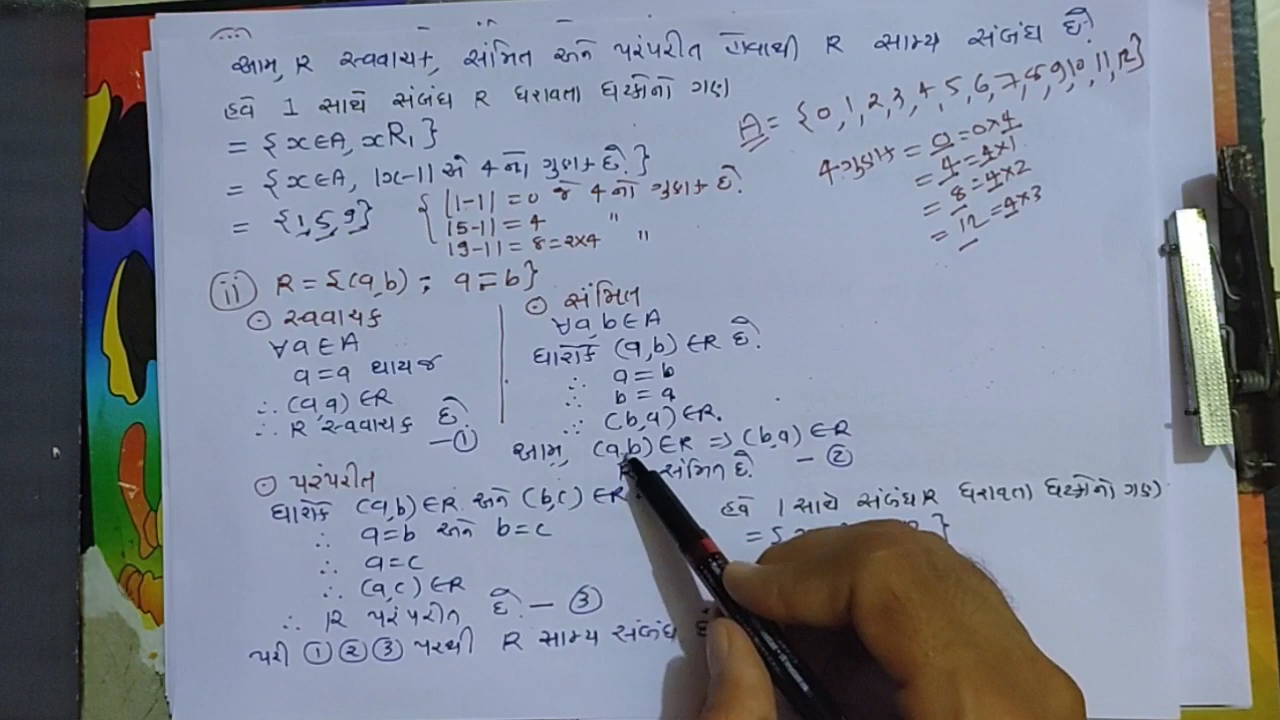 આમ, R સ્વવાચક, સંમિત અને પરંપરીત હોવાથી R સામ્ય સંબંધ છે.
હવે 1 સાથે સંબંધ R ધરાવતા ઘટકોનો ગણ
= {x∈A, xR1}
= {x∈A, |x-1| એ 4 નો ગુણક છે.}
= {1,5,9} { |1-1| = 0 જે 4 નો ગુણક છે.
|5-1| = 4 "
|9-1| = 8 = 2×4 "
A = {0,1,2,3,4,5,6,7,8,9,10,11,12}
4 ગુણક = 0 = 0×4
= 4 = 4×1
= 8 = 4×2
= 12 = 4×3
(ii) R = {(a,b) ; a = b}
⊙ સ્વવાચક
∀a∈A
a = a થાય જ
∴ (a,a)∈R
∴ R સ્વવાચક છે. —①
⊙ સંમિત
∀a,b∈A
ધારોકે (a,b)∈R છે.
∴ a = b
∴ b = a
∴ (b,a)∈R.
આમ, (a,b)∈R ⇒ (b,a)∈R
સંમિત છે. —②
⊙ પરંપરીત
ધારોકે (a,b)∈R અને (b,c)∈R
∴ a=b અને b=c
∴ a=c
∴ (a,c)∈R
∴ R પરંપરીત છે. —③
પરી ①②③ પરથી R સામ્ય સંબંધ
હવે 1 સાથે સંબંધ R ધરાવતા ઘટકોનો ગણ